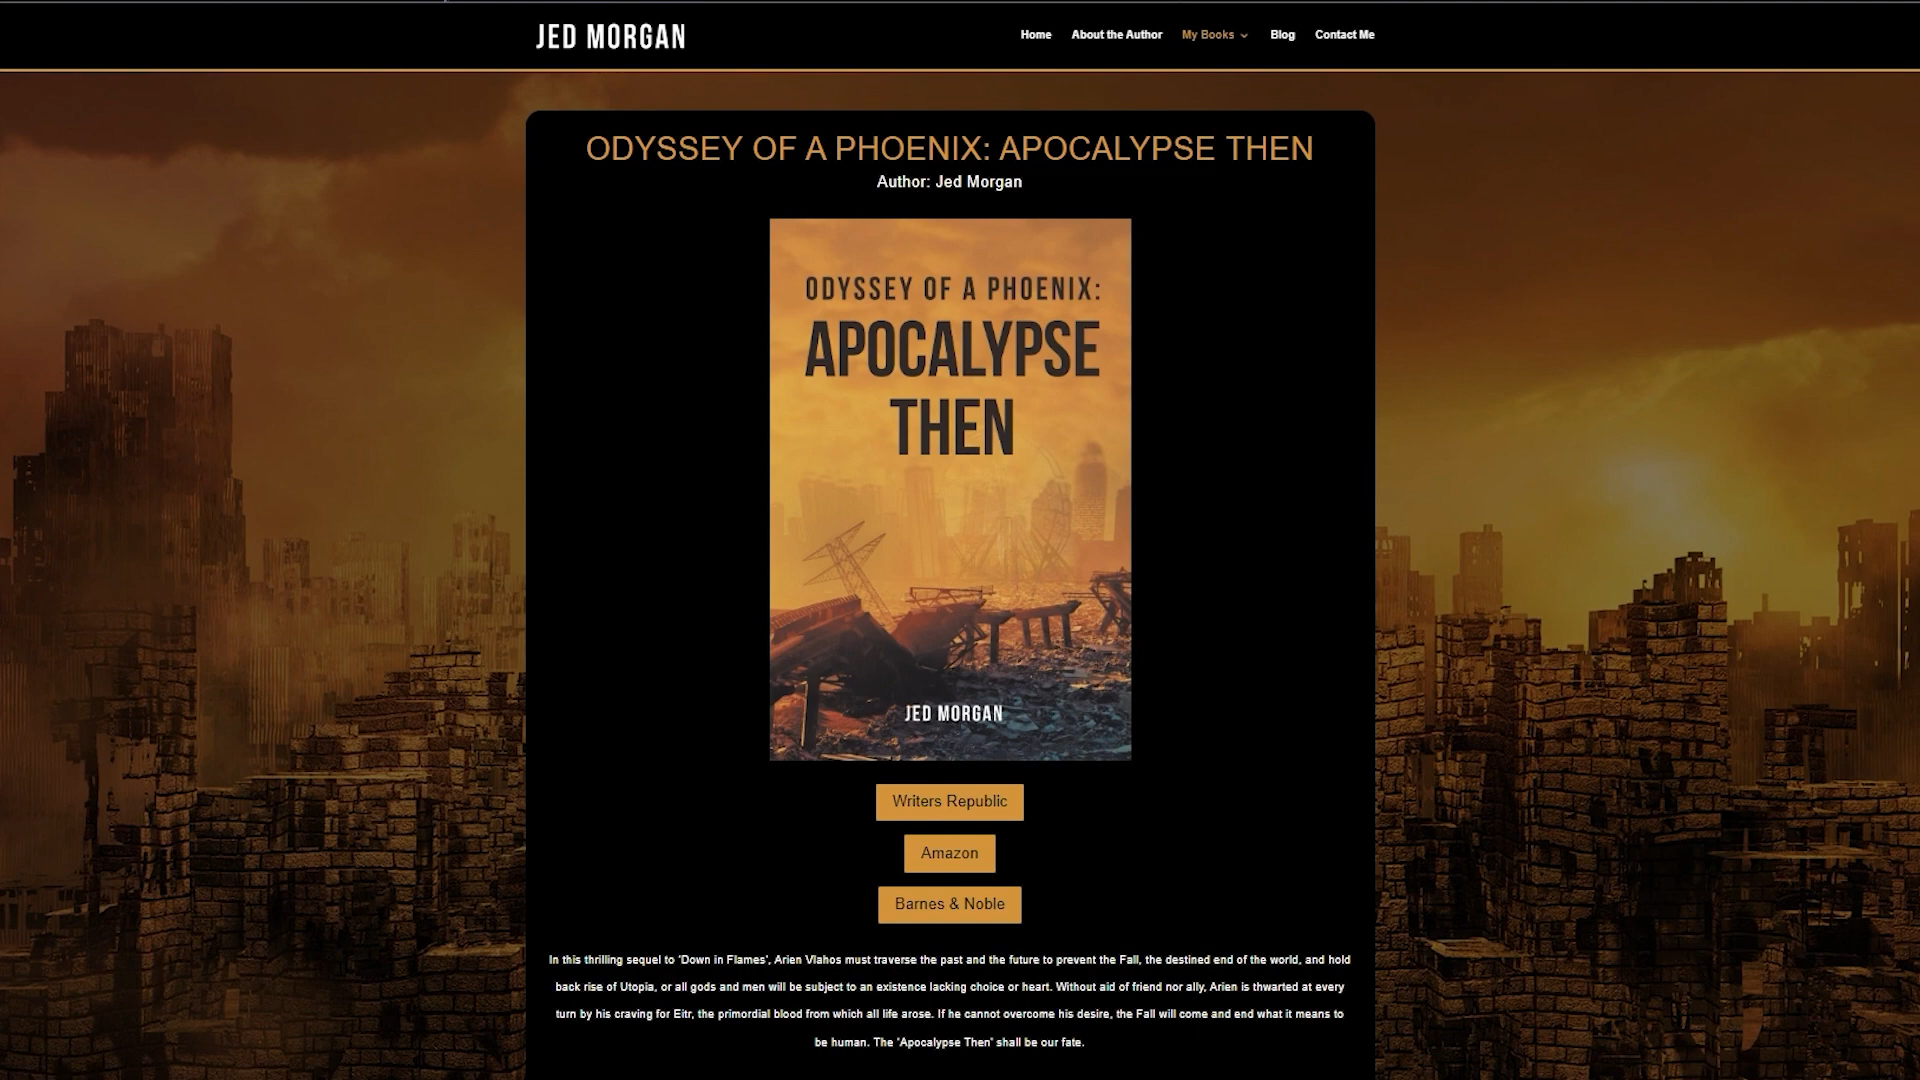 JED MORGAN
Home About the Author My Books Blog Contact Me
ODYSSEY OF A PHOENIX: APOCALYPSE THEN
Author: Jed Morgan
ODYSSEY OF A PHOENIX:
APOCALYPSE
THEN
JED MORGAN
Writers Republic
Amazon
Barnes & Noble
In this thrilling sequel to 'Down in Flames', Arien Vlahos must traverse the past and the future to prevent the Fall, the destined end of the world, and hold
back rise of Utopia, or all gods and men will be subject to an existence lacking choice or heart. Without aid of friend nor ally, Arien is thwarted at every
turn by his craving for Eitr, the primordial blood from which all life arose. If he cannot overcome his desire, the Fall will come and end what it means to
be human. The 'Apocalypse Then' shall be our fate.